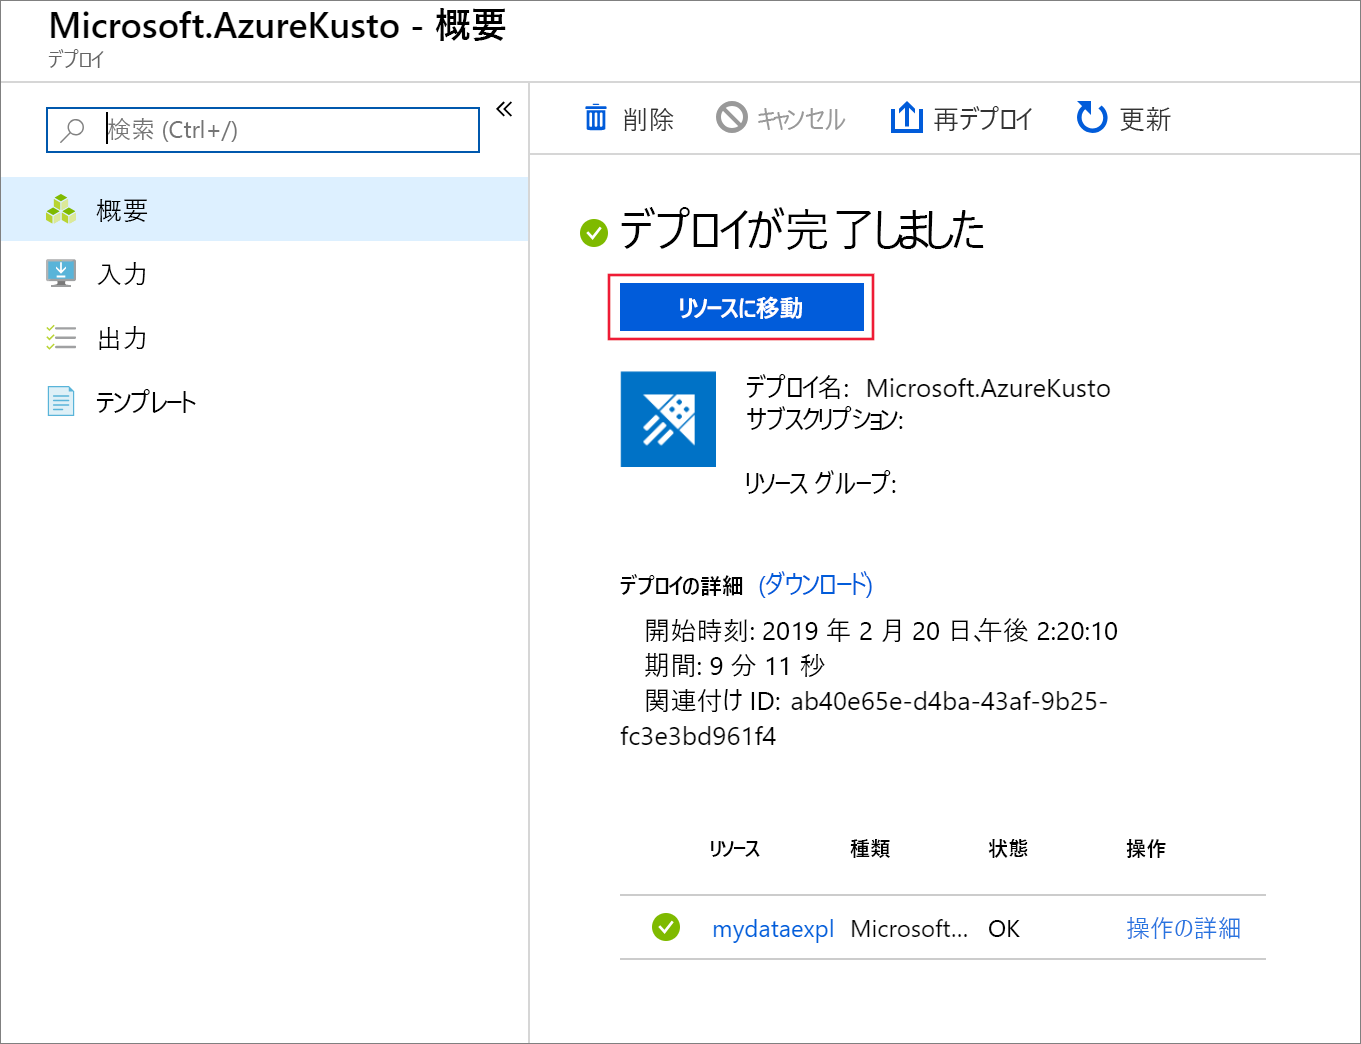 Microsoft.AzureKusto - 概要
デプロイ
検索 (Ctrl+/)
«
概要
入力
出力
テンプレート
削除
キャンセル
再デプロイ
更新
デプロイが完了しました
リソースに移動
デプロイ名: Microsoft.AzureKusto
サブスクリプション:
リソース グループ:
デプロイの詳細 (ダウンロード)
開始時刻: 2019 年 2 月 20 日、午後 2:20:10
期間: 9 分 11 秒
関連付け ID: ab40e65e-d4ba-43af-9b25-
fc3e3bd961f4
リソース 種類 状態 操作
mydataexpl Microsoft... OK 操作の詳細